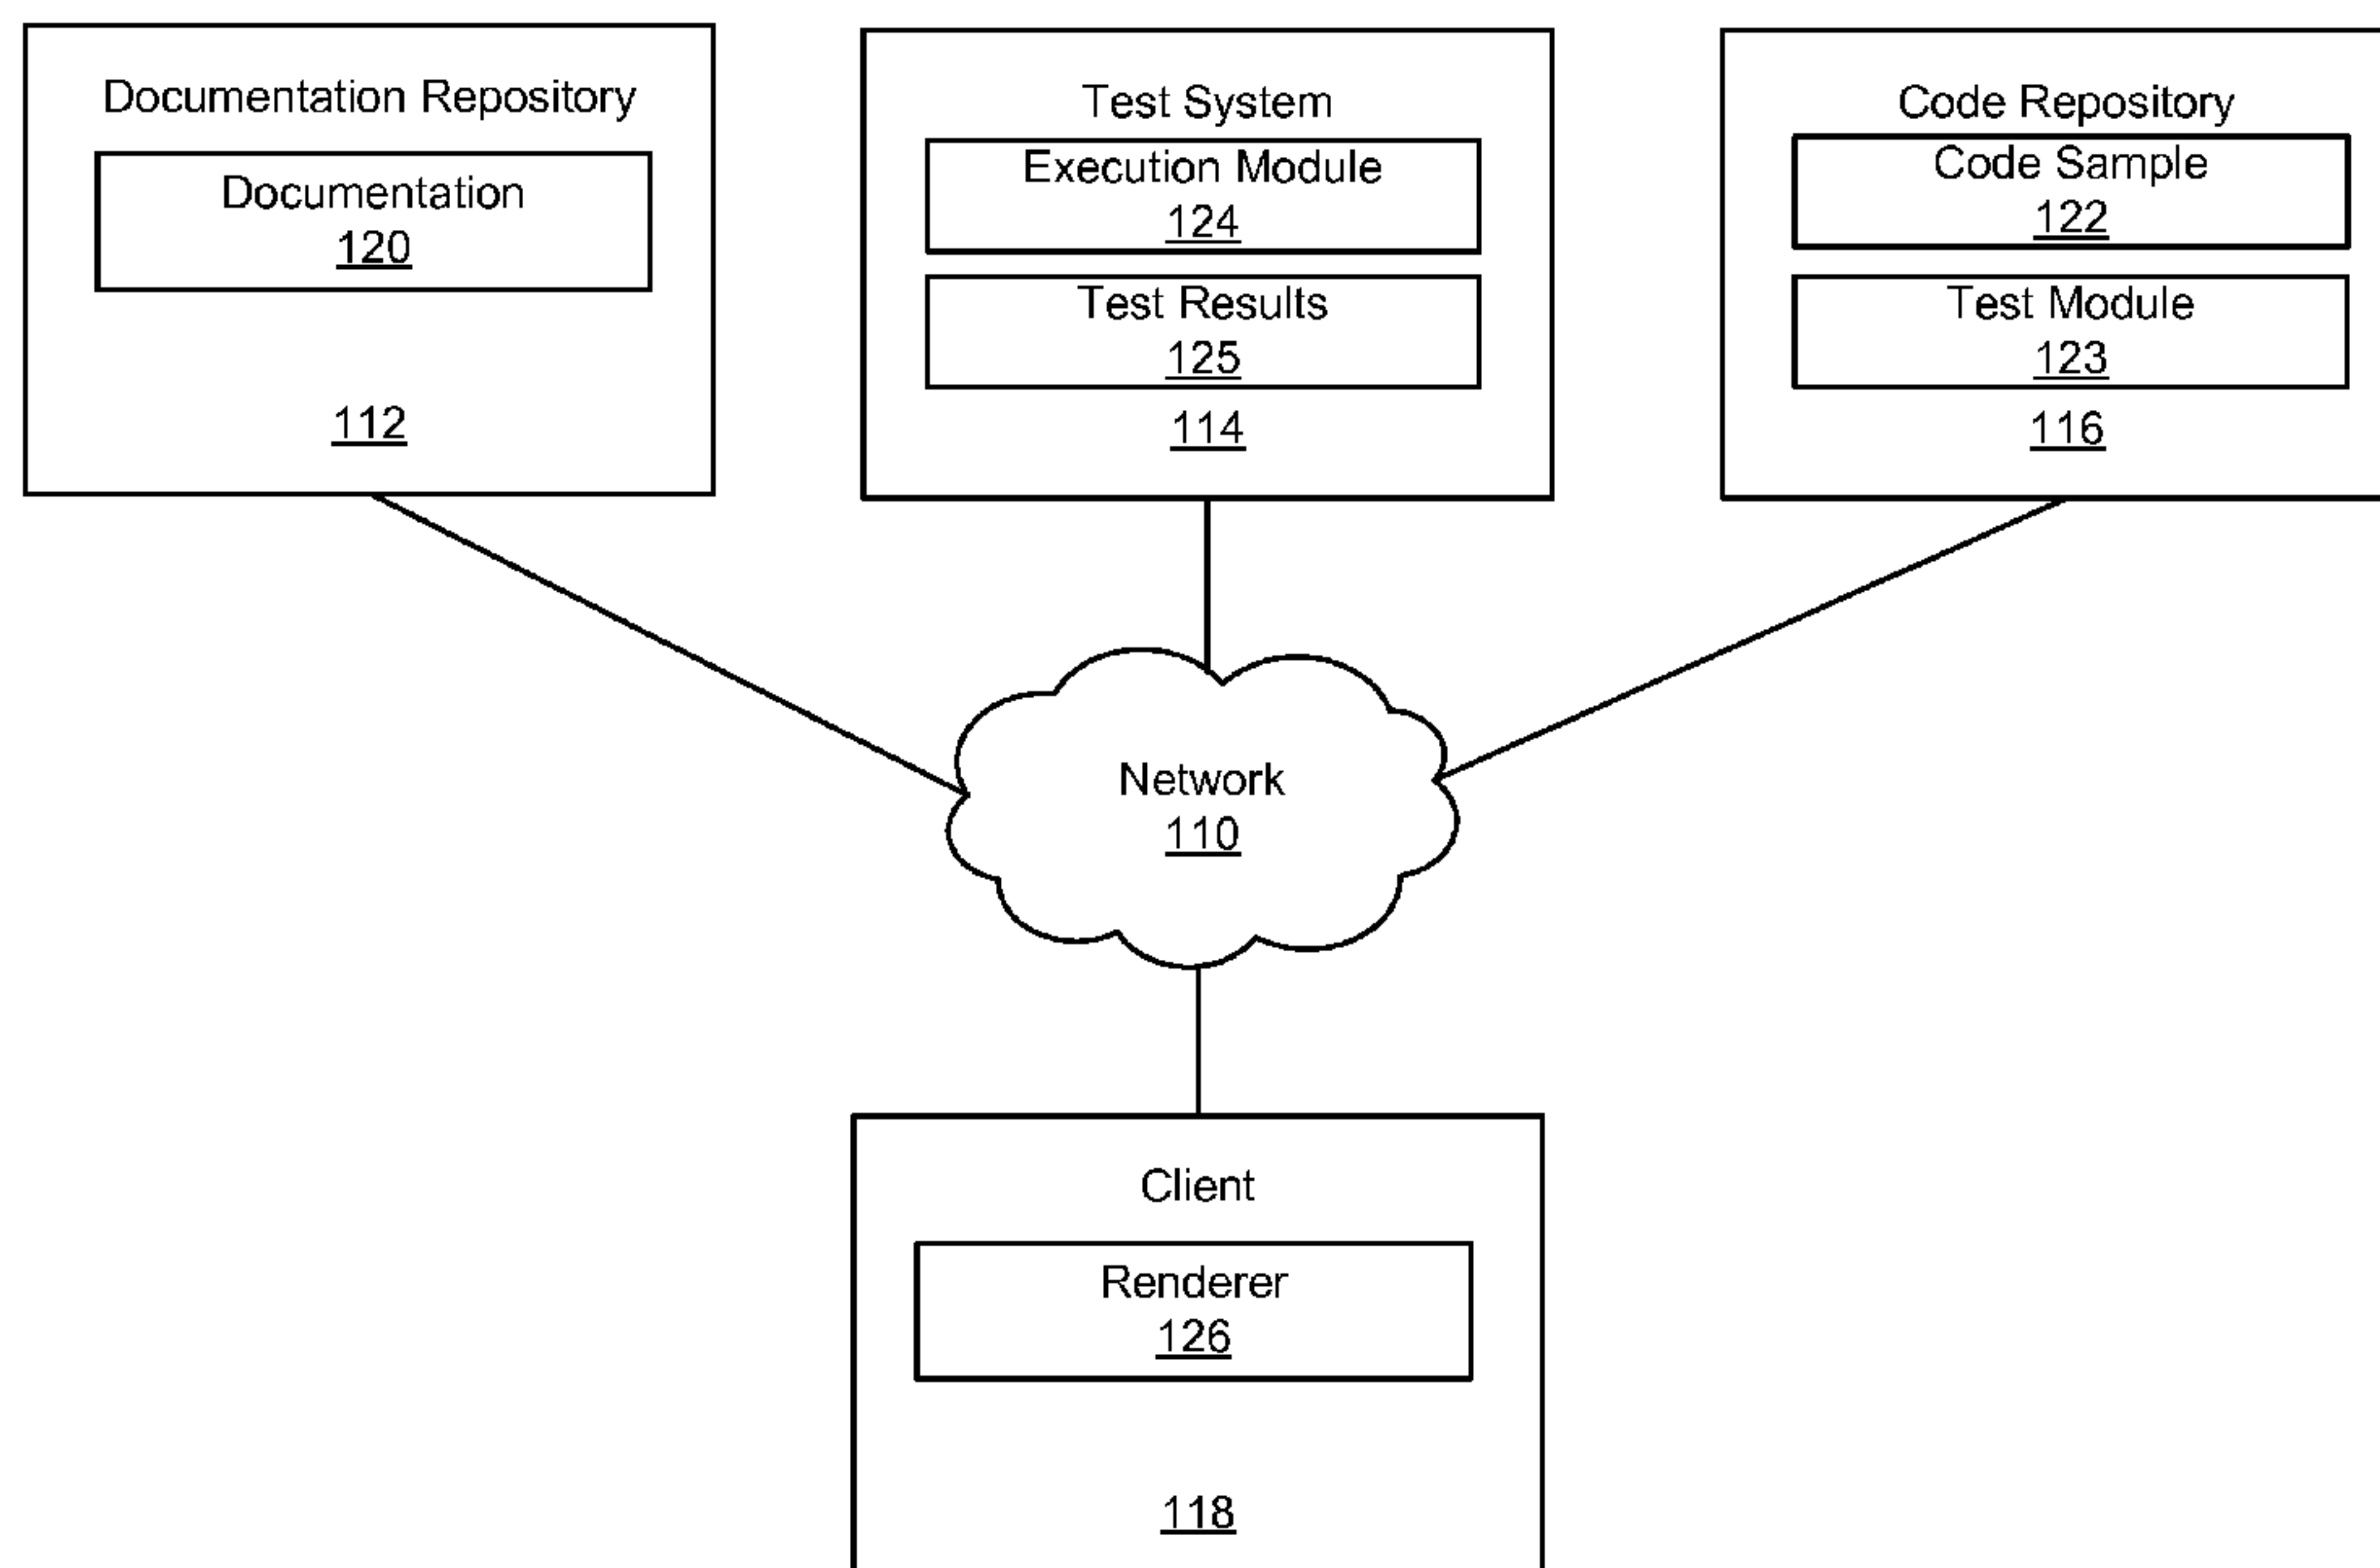 Documentation Repository
Documentation
120
112
Test System
Execution Module
124
Test Results
125
114
Code Repository
Code Sample
122
Test Module
123
116
Network
110
Client
Renderer
126
118